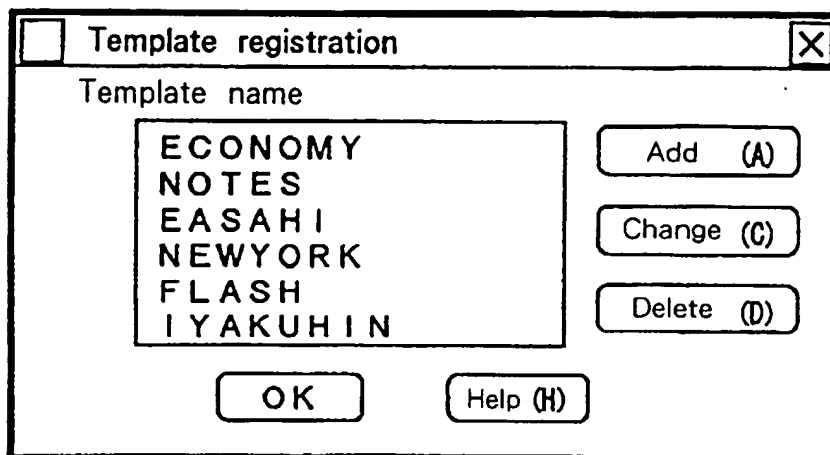 Template registration
Template name
ECONOMY
NOTES
EASAHI
NEWYORK
FLASH
IYAKUHIN
Add (A)
Change (C)
Delete (D)
OK
Help (H)